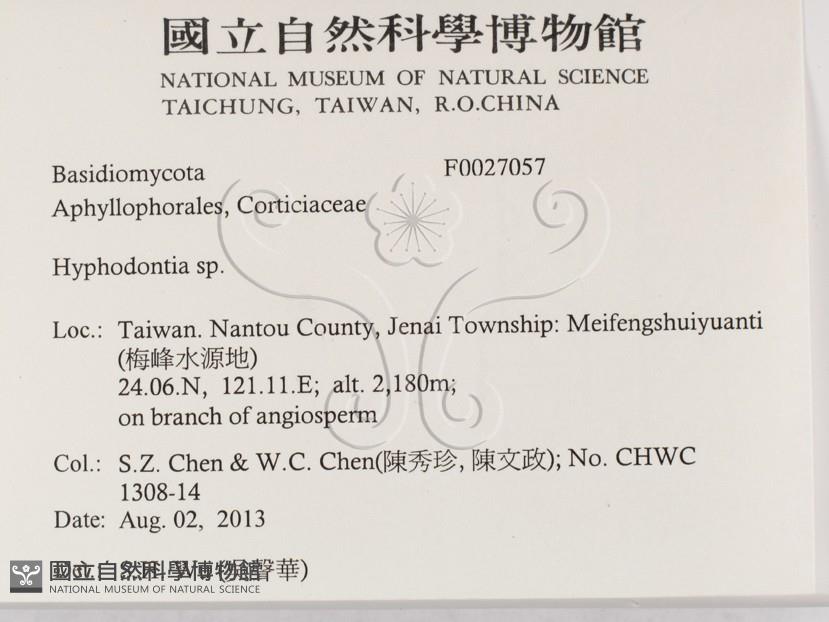 國立自然科學博物館
NATIONAL MUSEUM OF NATURAL SCIENCE
TAICHUNG, TAIWAN, R.O.CHINA
Basidiomycota F0027057
Aphyllophorales, Corticiaceae
Hyphodontia sp.
Loc.: Taiwan. Nantou County, Jenai Township: Meifengshuiyuanti
(梅峰水源地)
24.06.N, 121.11.E; alt. 2,180m;
on branch of angiosperm
Col.: S.Z. Chen & W.C. Chen(陳秀珍, 陳文政); No. CHWC
1308-14
Date: Aug. 02, 2013
聲華)
國立自然科學博物館
NATIONAL MUSEUM OF NATURAL SCIENCE